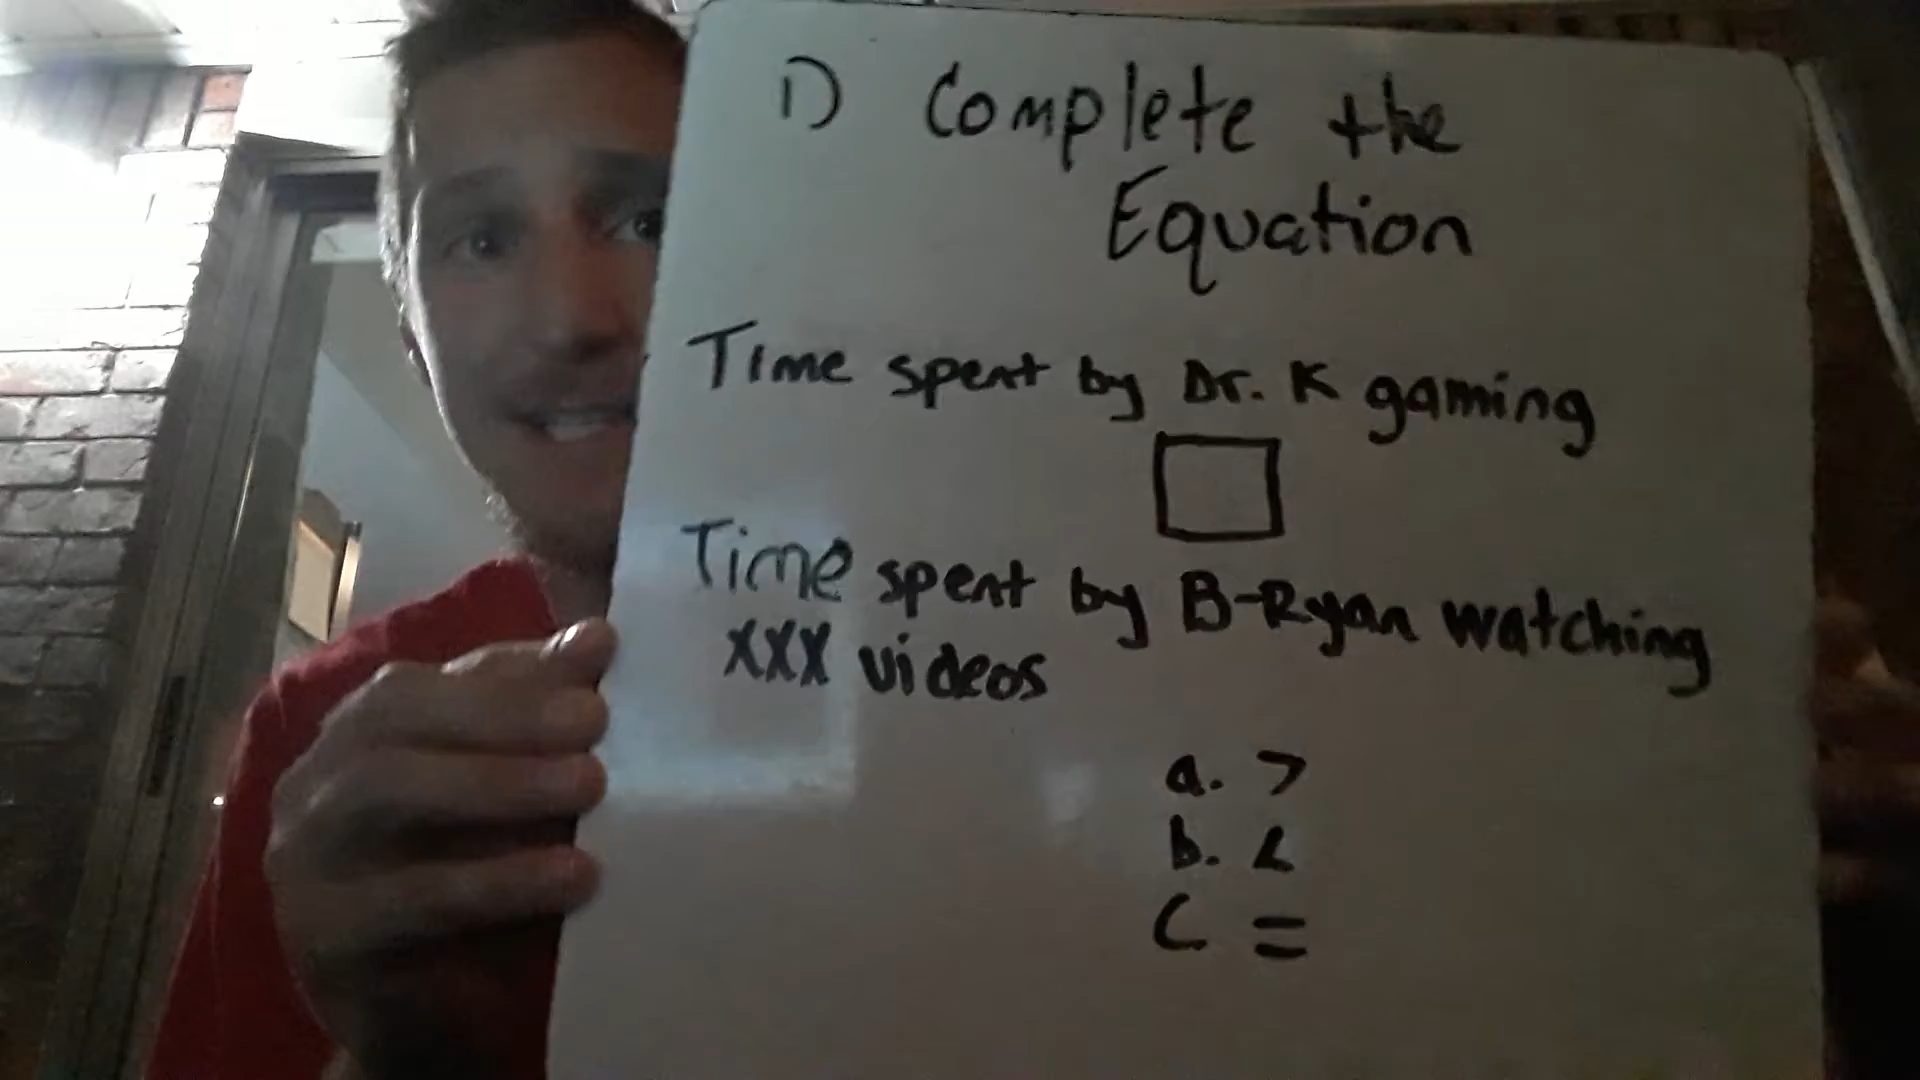 1) Complete the
Equation
Time spent by Dr. K gaming
Time spent by B-Ryan watching
XXX videos
a. >
b. <
C =